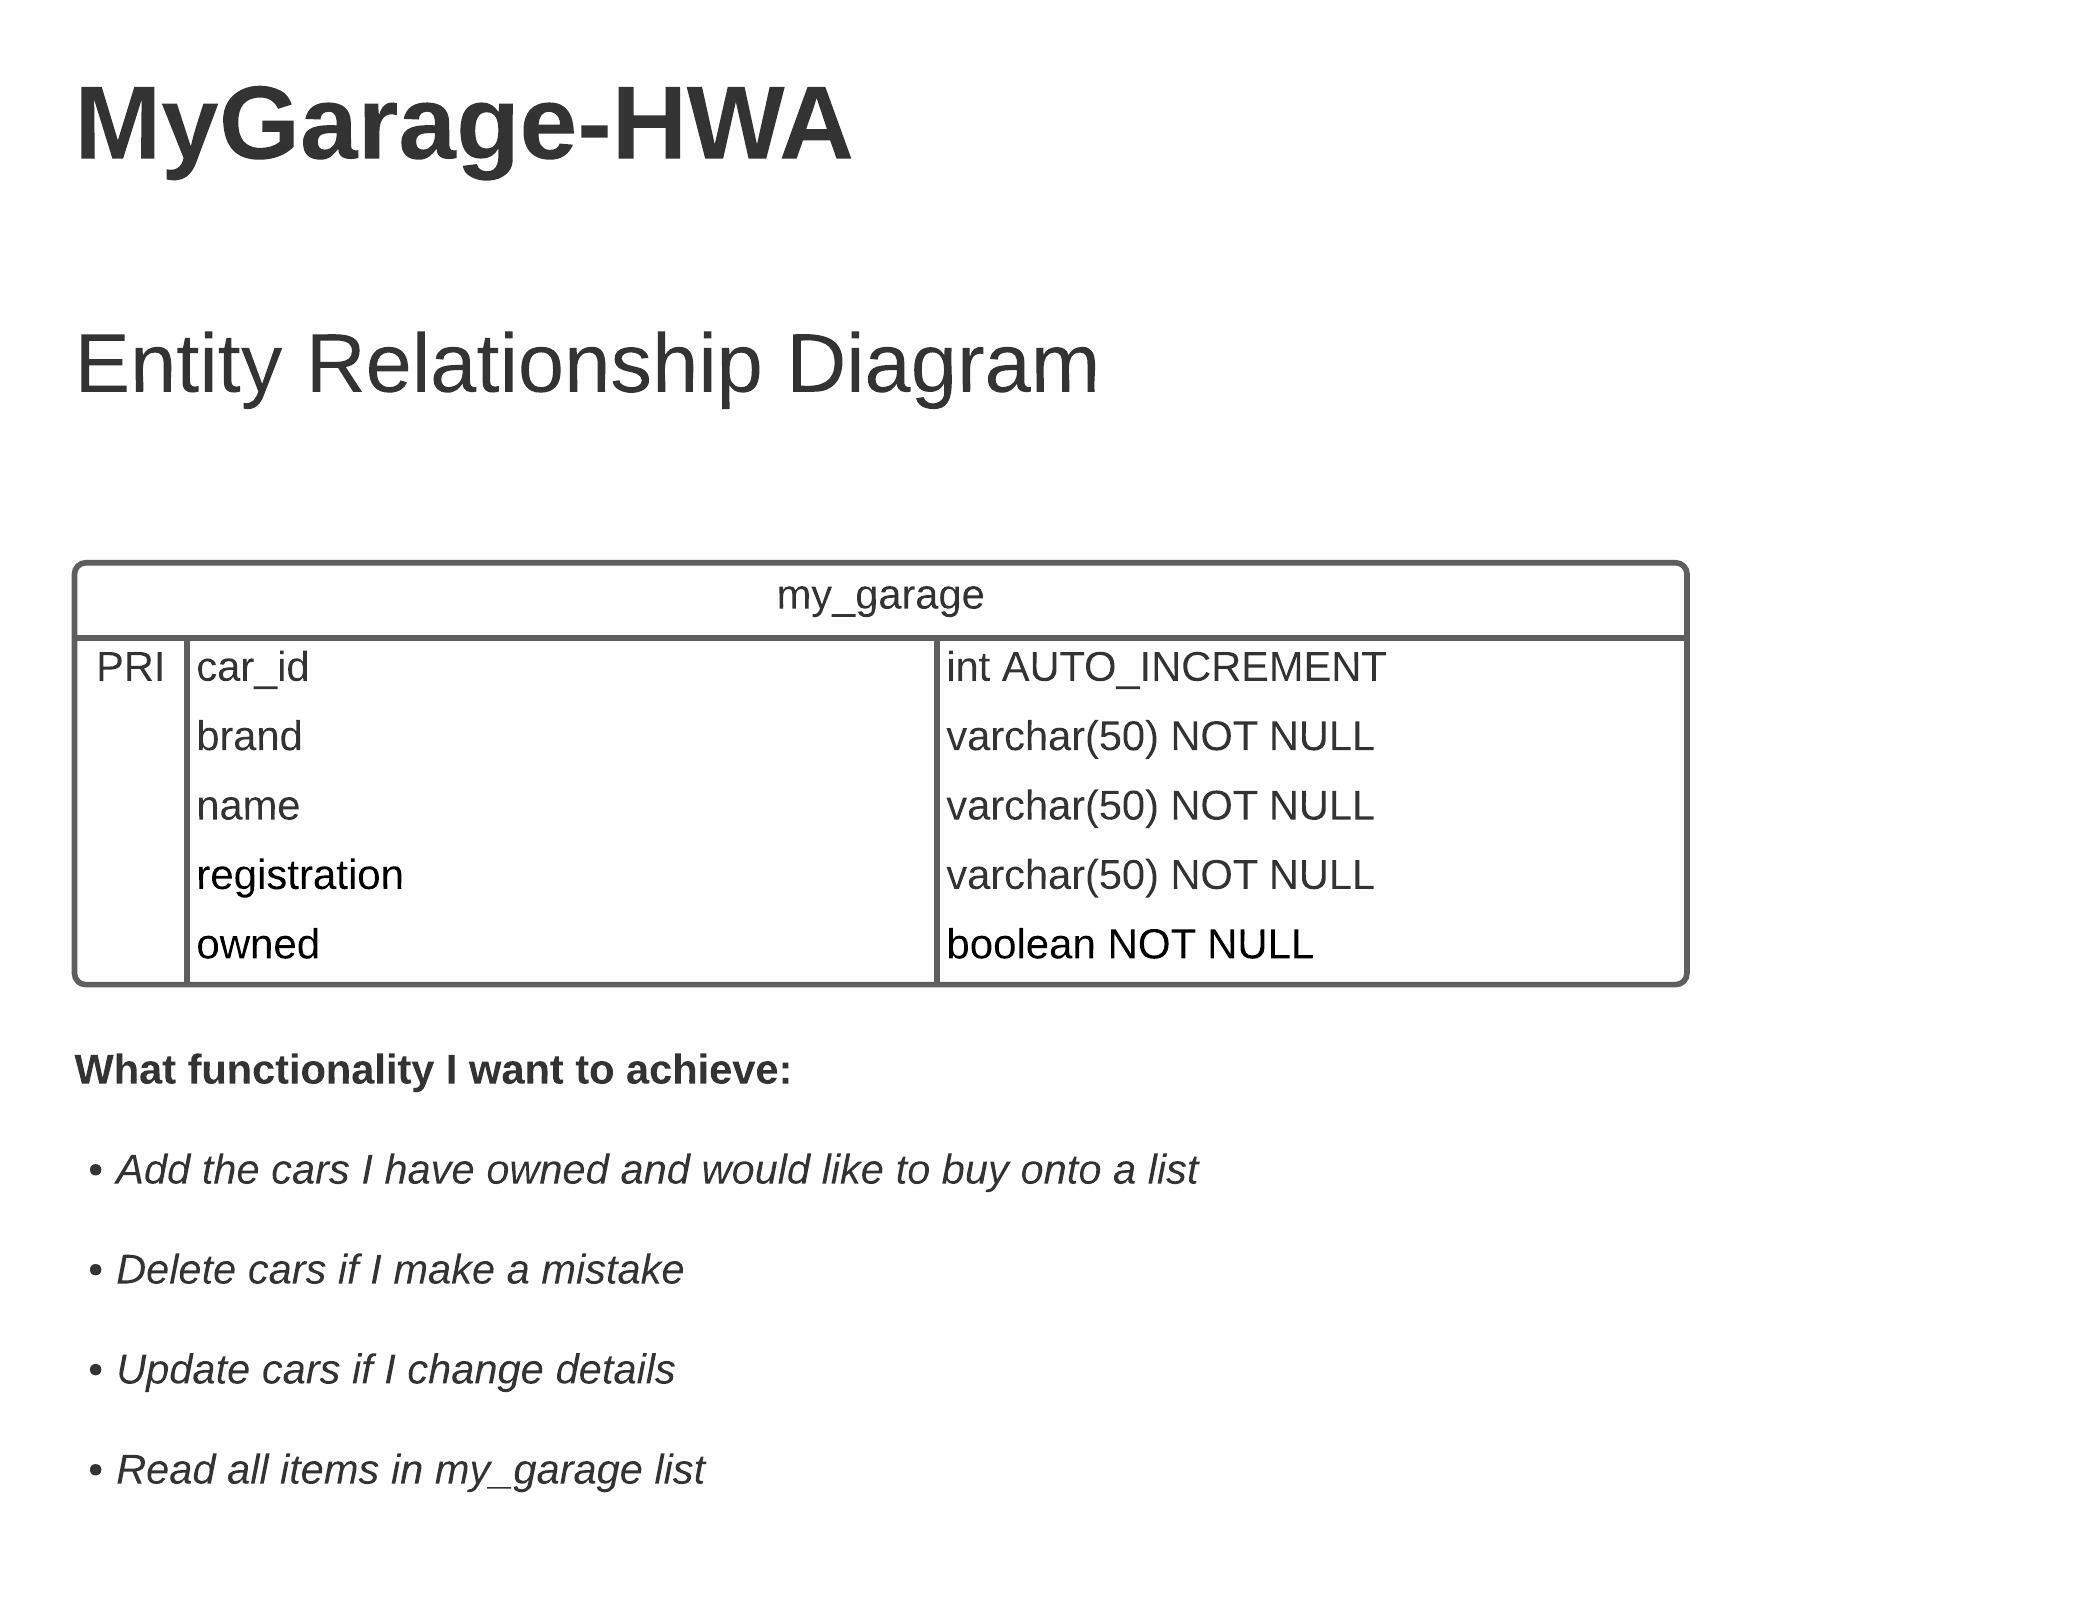 MyGarage-HWA
Entity Relationship Diagram
my_garage
PRI car_id int AUTO_INCREMENT
brand varchar(50) NOT NULL
name varchar(50) NOT NULL
registration varchar(50) NOT NULL
owned boolean NOT NULL
What functionality I want to achieve:
• Add the cars I have owned and would like to buy onto a list
• Delete cars if I make a mistake
• Update cars if I change details
• Read all items in my_garage list